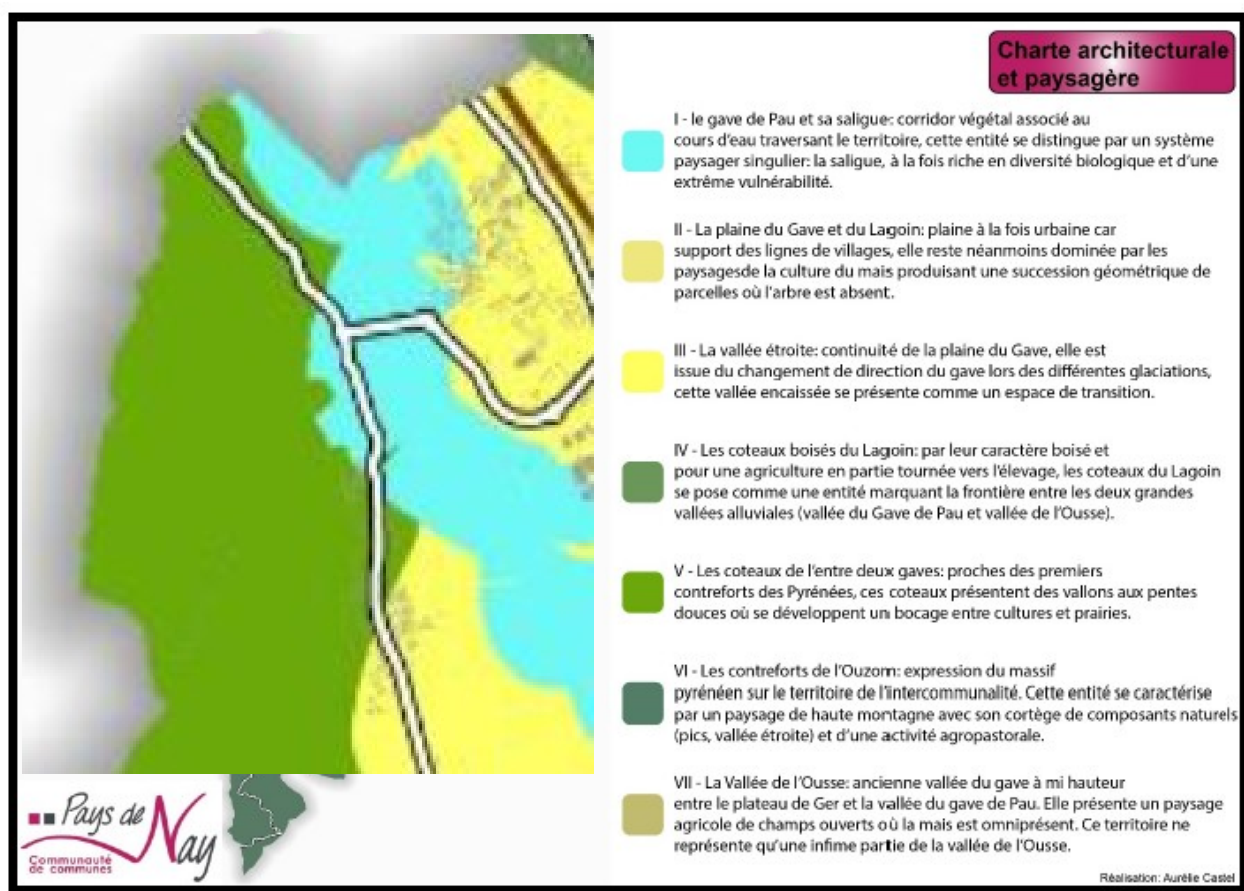 Charte architecturale
et paysagère
I - le gave de Pau et sa saligue: corridor végétal associé au
cours d'eau traversant le territoire, cette entité se distingue par un système
paysager singulier: la saligue, à la fois riche en diversité biologique et d'une
extrême vulnérabilité.
II - La plaine du Gave et du Lagoin: plaine à la fois urbaine car
support des lignes de villages, elle reste néanmoins dominée par les
paysagesde la culture du mais produisant une succession géométrique de
parcelles où l'arbre est absent.
III - La vallée étroite: continuité de la plaine du Gave, elle est
issue du changement de direction du gave lors des différentes glaciations,
cette vallée encaissée se présente comme un espace de transition.
IV - Les coteaux boisés du Lagoin: par leur caractère boisé et
pour une agriculture en partie tournée vers l'élevage, les coteaux du Lagoin
se pose comme une entité marquant la frontière entre les deux grandes
vallées alluviales (vallée du Gave de Pau et vallée de l'Ousse).
V - Les coteaux de l'entre deux gaves: proches des premiers
contreforts des Pyrénées, ces coteaux présentent des vallons aux pentes
douces où se développent un bocage entre cultures et prairies.
VI - Les contreforts de l'Ouzom: expression du massif
pyrénéen sur le territoire de l'intercommunalité. Cette entité se caractérise
par un paysage de haute montagne avec son cortège de composants naturels
(pics, vallée étroite) et d'une activité agropastorale.
VII - La Vallée de l'Ousse: ancienne vallée du gave à mi hauteur
entre le plateau de Ger et la vallée du gave de Pau. Elle présente un paysage
agricole de champs ouverts où la mais est omniprésent. Ce territoire ne
représente qu'une infime partie de la vallée de l'Ousse.
Pays de
Nay
Communauté
de communes
Réalisation: Aurélie Castel